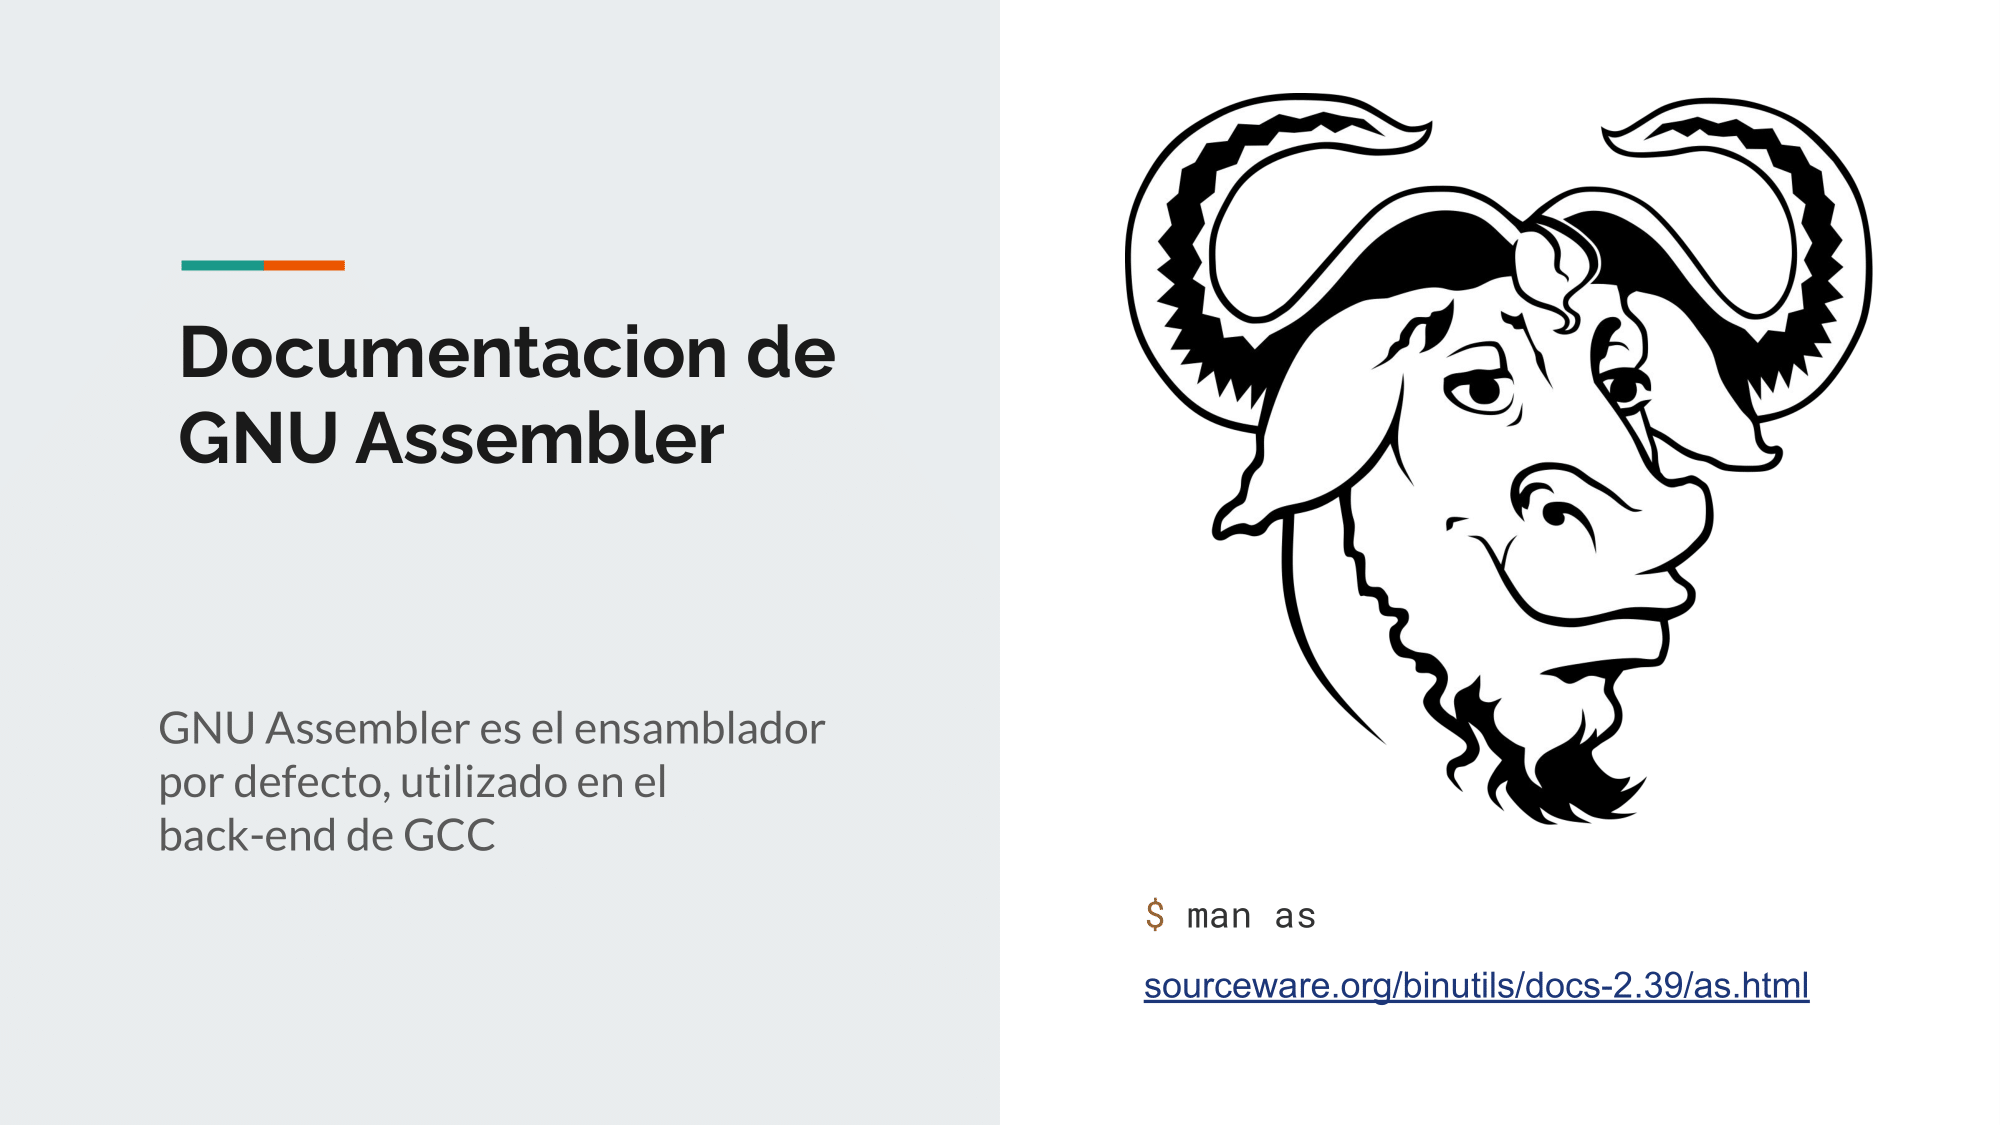 Documentacion de
GNU Assembler
GNU Assembler es el ensamblador
por defecto, utilizado en el
back-end de GCC
$ man as
sourceware.org/binutils/docs-2.39/as.html